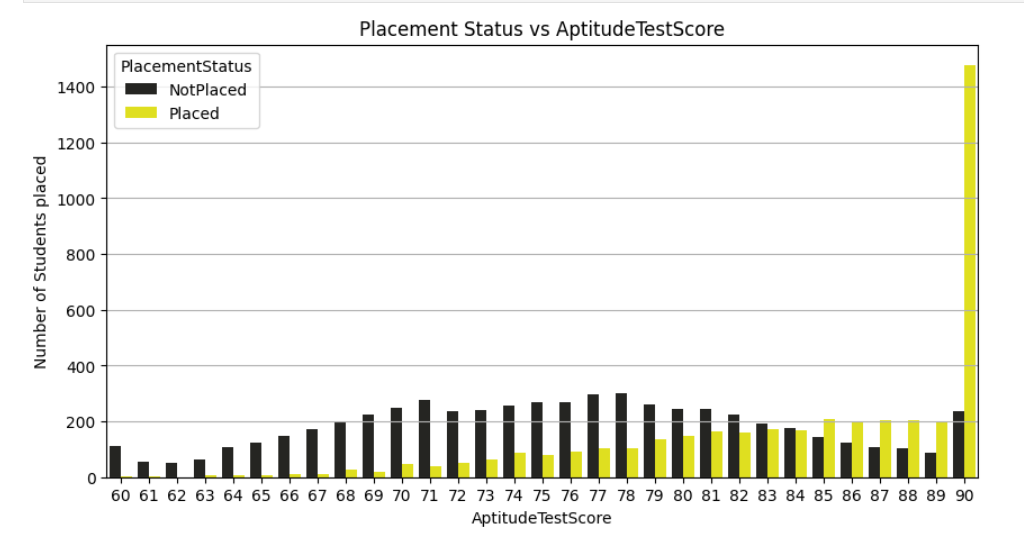 Placement Status vs AptitudeTestScore
PlacementStatus
NotPlaced
Placed
Number of Students placed
1400
1200
1000
800
600
400
200
0
60 61 62 63 64 65 66 67 68 69 70 71 72 73 74 75 76 77 78 79 80 81 82 83 84 85 86 87 88 89 90
AptitudeTestScore